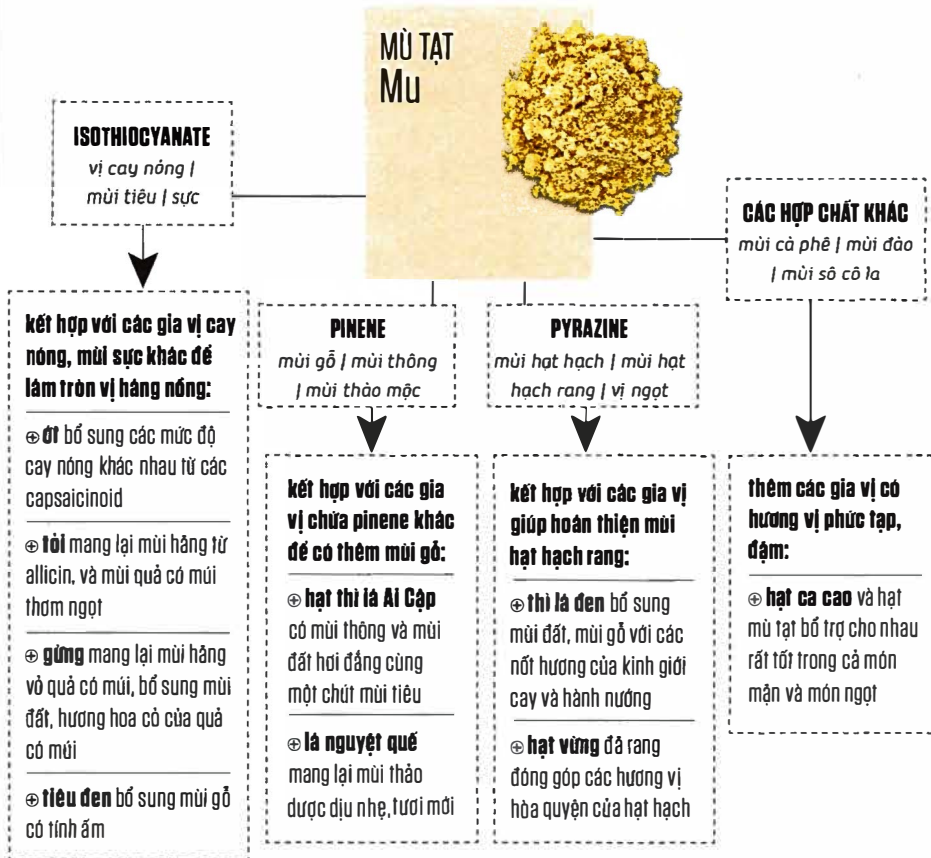 MÙ TẠT
Mu
ISOTHIOCYANATE
vị cay nóng |
mùi tiêu | sực
CÁC HỢP CHẤT KHÁC
mùi cà phê | mùi đào
| mùi sô cô la
PINENE
mùi gỗ | mùi thông
| mùi thảo mộc
PYRAZINE
mùi hạt hạch | mùi hạt
hạch rang | vị ngọt
kết hợp với các gia vị cay
nóng, mùi sực khác để
làm tròn vị hăng nồng:
⊕ ớt bổ sung các mức độ
cay nóng khác nhau từ các
capsaicinoid
⊕ tỏi mang lại mùi hăng từ
allicin, và mùi quả có múi
thơm ngọt
⊕ gừng mang lại mùi hăng
vỏ quả có múi, bổ sung mùi
đất, hương hoa cỏ của quả
có múi
⊕ tiêu đen bổ sung mùi gỗ
có tính ấm
kết hợp với các gia
vị chứa pinene khác
để có thêm mùi gỗ:
⊕ hạt thì là Ai Cập
có mùi thông và mùi
đất hơi đắng cùng
một chút mùi tiêu
⊕ lá nguyệt quế
mang lại mùi thảo
dược dịu nhẹ, tươi mới
kết hợp với các gia vị
giúp hoàn thiện mùi
hạt hạch rang:
⊕ thì là đen bổ sung
mùi đất, mùi gỗ với các
nốt hương của kinh giới
cay và hành nướng
⊕ hạt vừng đã rang
đóng góp các hương vị
hòa quyện của hạt hạch
thêm các gia vị có
hương vị phức tạp,
đậm:
⊕ hạt ca cao và hạt
mù tạt bổ trợ cho nhau
rất tốt trong cả món
mặn và món ngọt